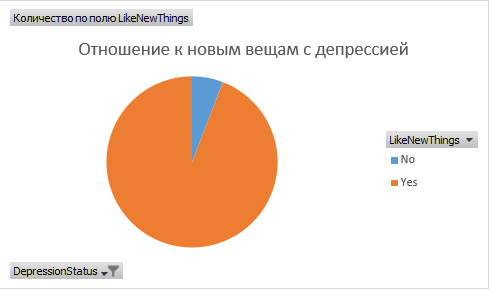 Количество по полю LikeNewThings
Отношение к новым вещам с депрессией
LikeNewThings
No
Yes
DepressionStatus